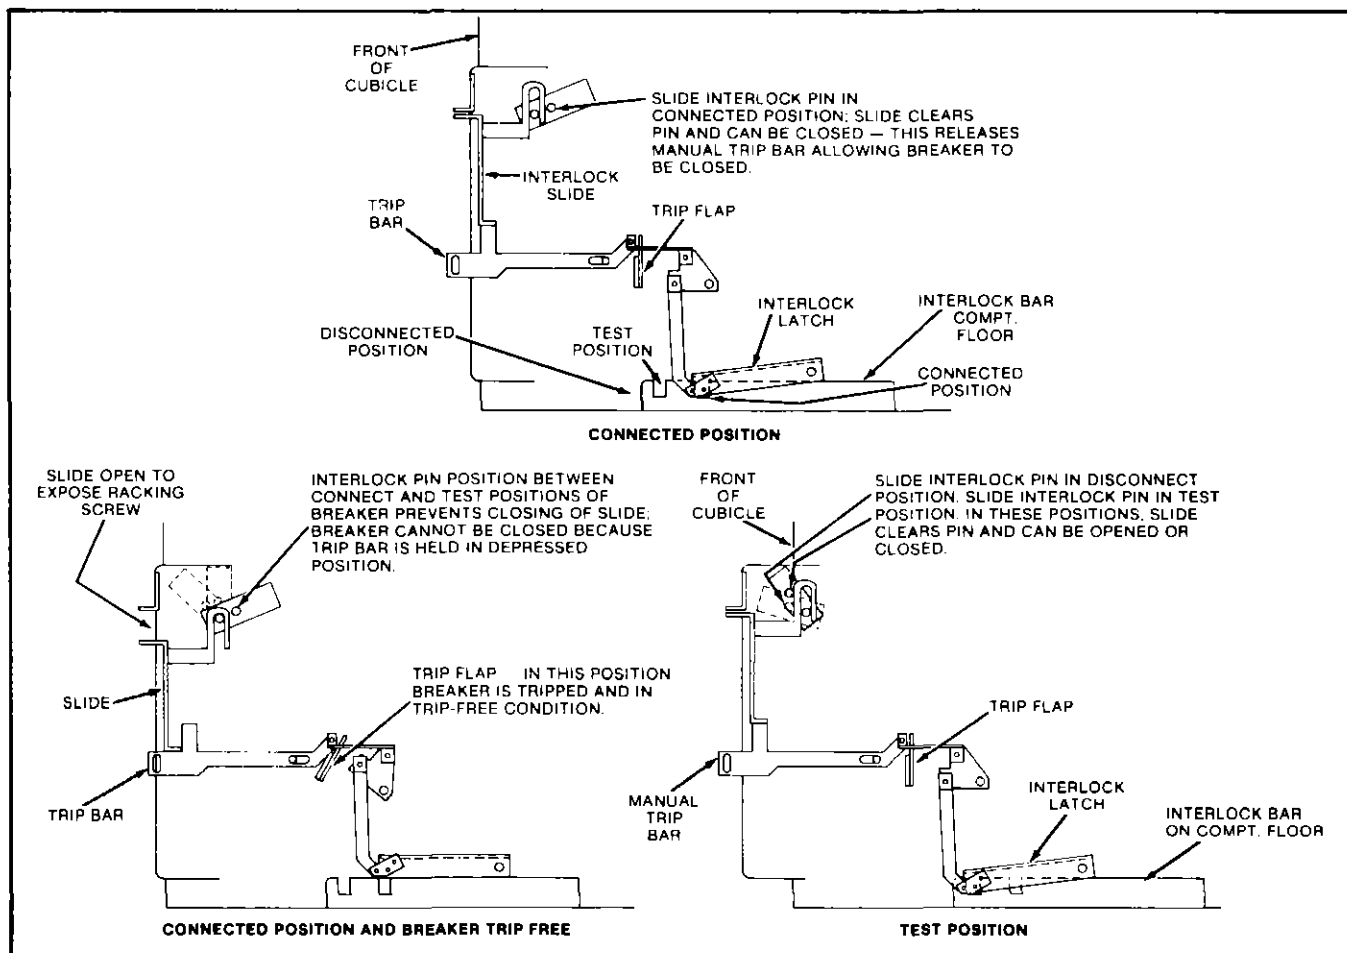 FRONT
OF
CUBICLE
SLIDE INTERLOCK PIN IN
CONNECTED POSITION; SLIDE CLEARS
PIN AND CAN BE CLOSED — THIS RELEASES
MANUAL TRIP BAR ALLOWING BREAKER TO
BE CLOSED.
INTERLOCK
SLIDE
TRIP
BAR
TRIP FLAP
DISCONNECTED
POSITION
TEST
POSITION
INTERLOCK
LATCH
INTERLOCK BAR
COMPT.
FLOOR
CONNECTED
POSITION
CONNECTED POSITION
SLIDE OPEN TO
EXPOSE RACKING
SCREW
INTERLOCK PIN POSITION BETWEEN
CONNECT AND TEST POSITIONS OF
BREAKER PREVENTS CLOSING OF SLIDE;
BREAKER CANNOT BE CLOSED BECAUSE
TRIP BAR IS HELD IN DEPRESSED
POSITION.
SLIDE
TRIP FLAP IN THIS POSITION
BREAKER IS TRIPPED AND IN
TRIP-FREE CONDITION.
TRIP BAR
CONNECTED POSITION AND BREAKER TRIP FREE
FRONT
OF
CUBICLE
SLIDE INTERLOCK PIN IN DISCONNECT
POSITION. SLIDE INTERLOCK PIN IN TEST
POSITION. IN THESE POSITIONS, SLIDE
CLEARS PIN AND CAN BE OPENED OR
CLOSED.
TRIP FLAP
MANUAL
TRIP
BAR
INTERLOCK
LATCH
INTERLOCK BAR
ON COMPT. FLOOR
TEST POSITION